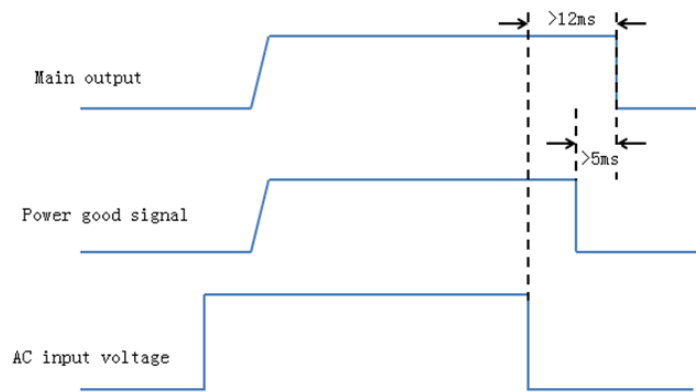 >12ms
Main output
>5ms
Power good signal
AC input voltage